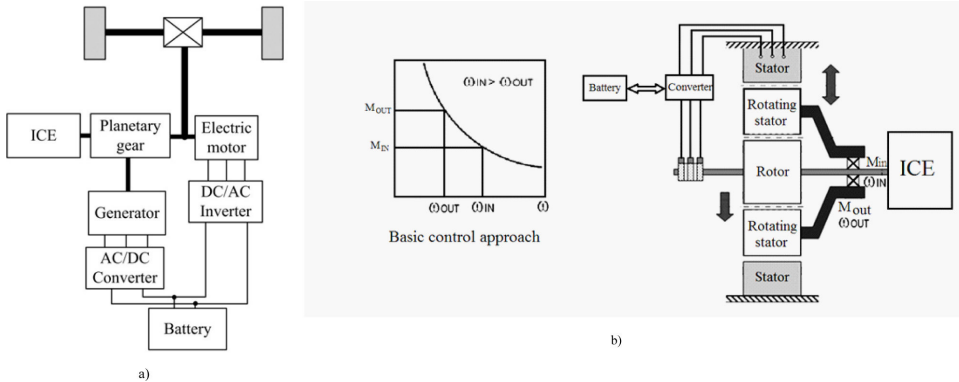 ICE
Planetary
gear
Electric
motor
Generator
DC/AC
Inverter
AC/DC
Converter
Battery
a)
ωIN > ωOUT
MOUT
MIN
ωOUT
ωIN
ω
Basic control approach
Battery
Converter
Stator
Rotating
stator
Rotor
Rotating
stator
Stator
Min
ωIN
Mout
ωOUT
ICE
b)